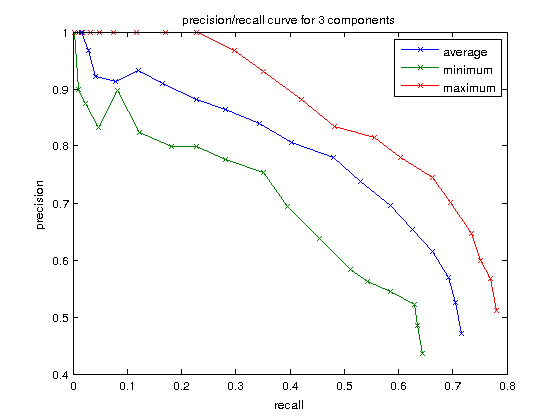 precision/recall curve for 3 components
1
0.9
0.8
0.7
0.6
0.5
0.4
precision
average
minimum
maximum
0 0.1 0.2 0.3 0.4 0.5 0.6 0.7 0.8
recall